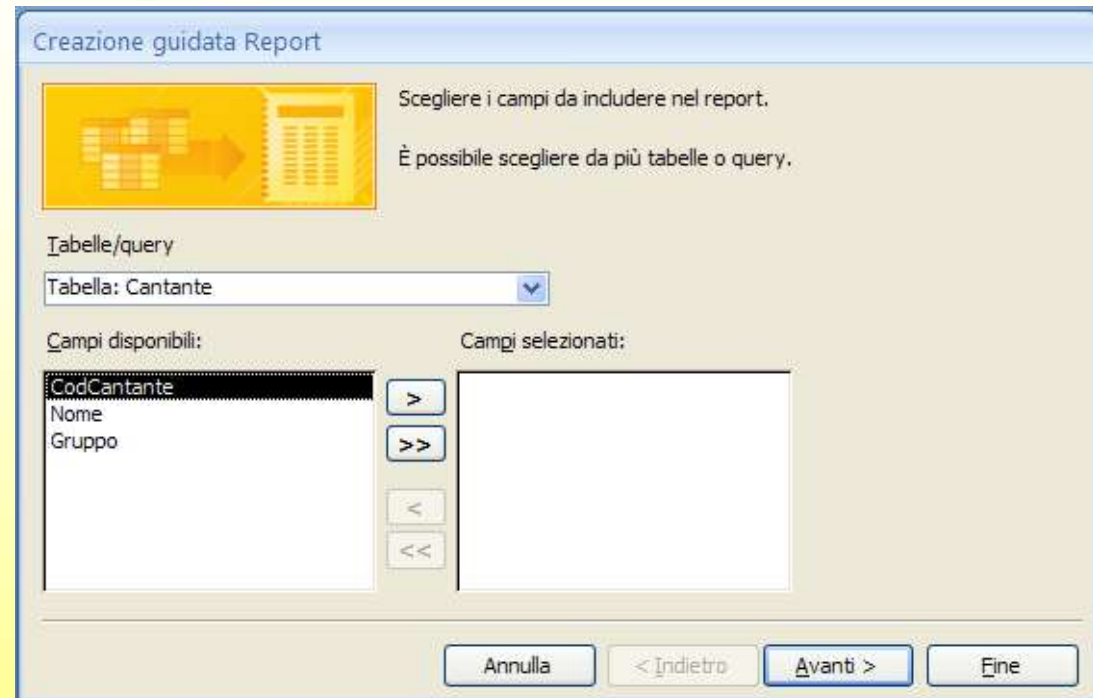 Creazione guidata Report
Scegliere i campi da includere nel report.
È possibile scegliere da più tabelle o query.
Tabelle/query
Tabella: Cantante
Campi disponibili:
Campi selezionati:
CodCantante
Nome
Gruppo
>
>>
<
<<
Annulla
< Indietro
Avanti >
Fine